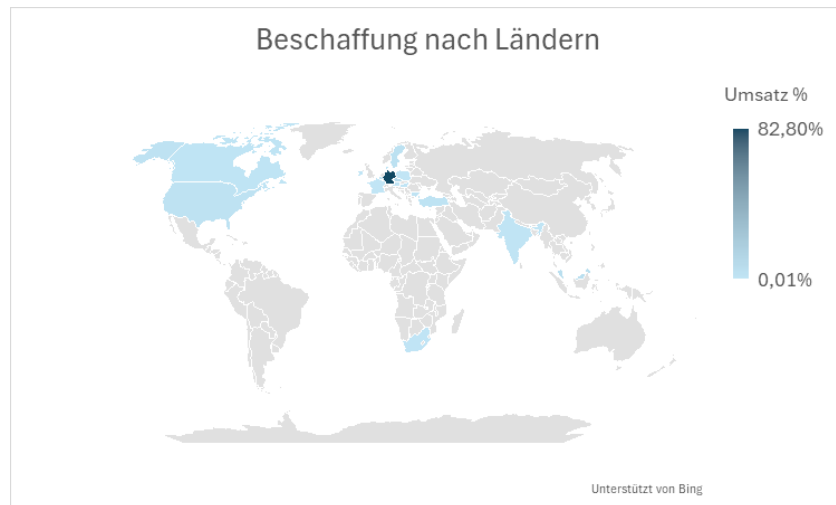 Beschaffung nach Ländern
Umsatz %
82,80%
0,01%
Unterstützt von Bing